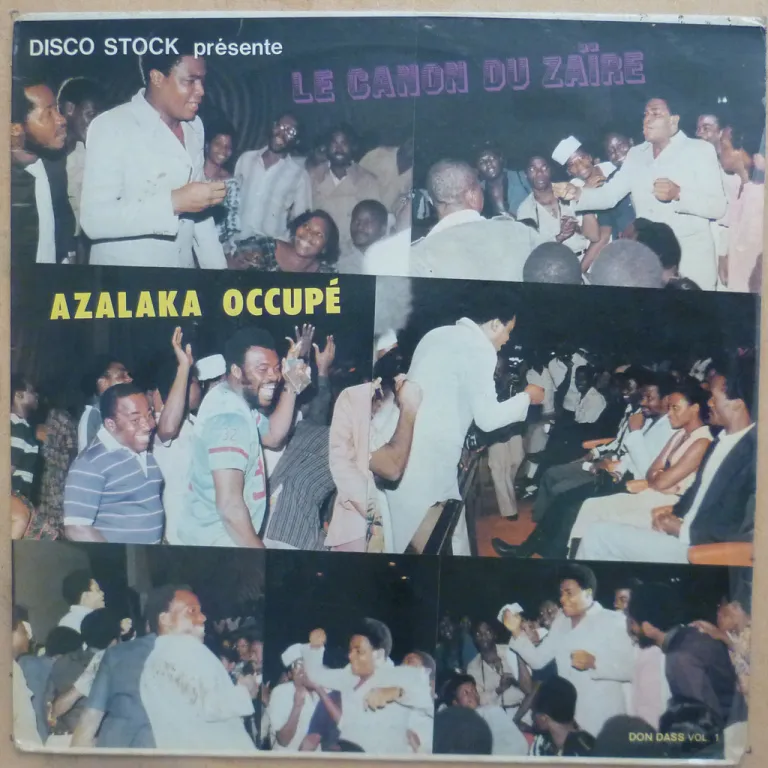 DISCO STOCK présente
LE CANON DU ZAÏRE
AZALAKA OCCUPÉ
DON DASS VOL. 1